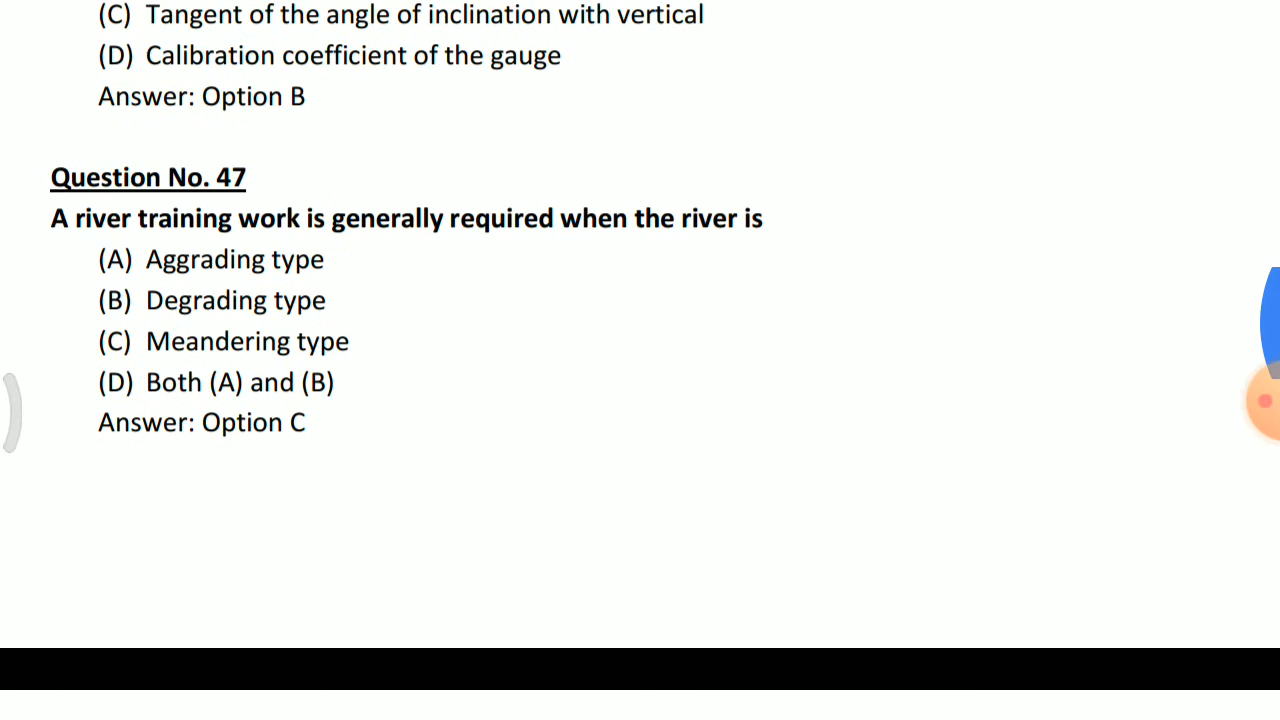 (C) Tangent of the angle of inclination with vertical
(D) Calibration coefficient of the gauge
Answer: Option B
Question No. 47
A river training work is generally required when the river is
(A) Aggrading type
(B) Degrading type
(C) Meandering type
(D) Both (A) and (B)
Answer: Option C